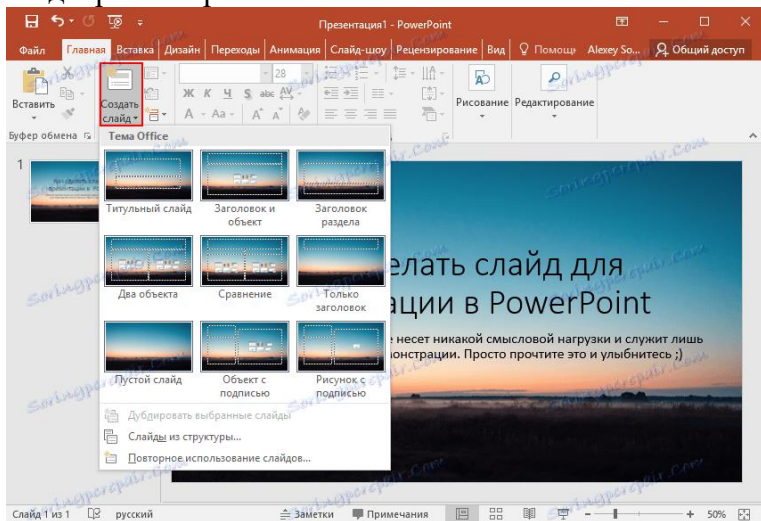 Презентация1 - PowerPoint
Файл Главная Вставка Дизайн Переходы Анимация Слайд-шоу Рецензирование Вид Помощь Alexey So... Общий доступ
28
Ж К Ч S abc AV
A Aa A A
Вставить
Создать слайд
Рисование
Редактирование
Буфер обмена
Тема Office
1
Титульный слайд
Заголовок и объект
Заголовок раздела
Два объекта
Сравнение
Только заголовок
Пустой слайд
Объект с подписью
Рисунок с подписью
Дублировать выбранные слайды
Слайды из структуры...
Повторное использование слайдов...
елать слайд для
ации в PowerPoint
несет никакой смысловой нагрузки и служит лишь
онстрации. Просто прочтите это и улыбнитесь ;)
Слайд 1 из 1 русский Заметки Примечания 50%